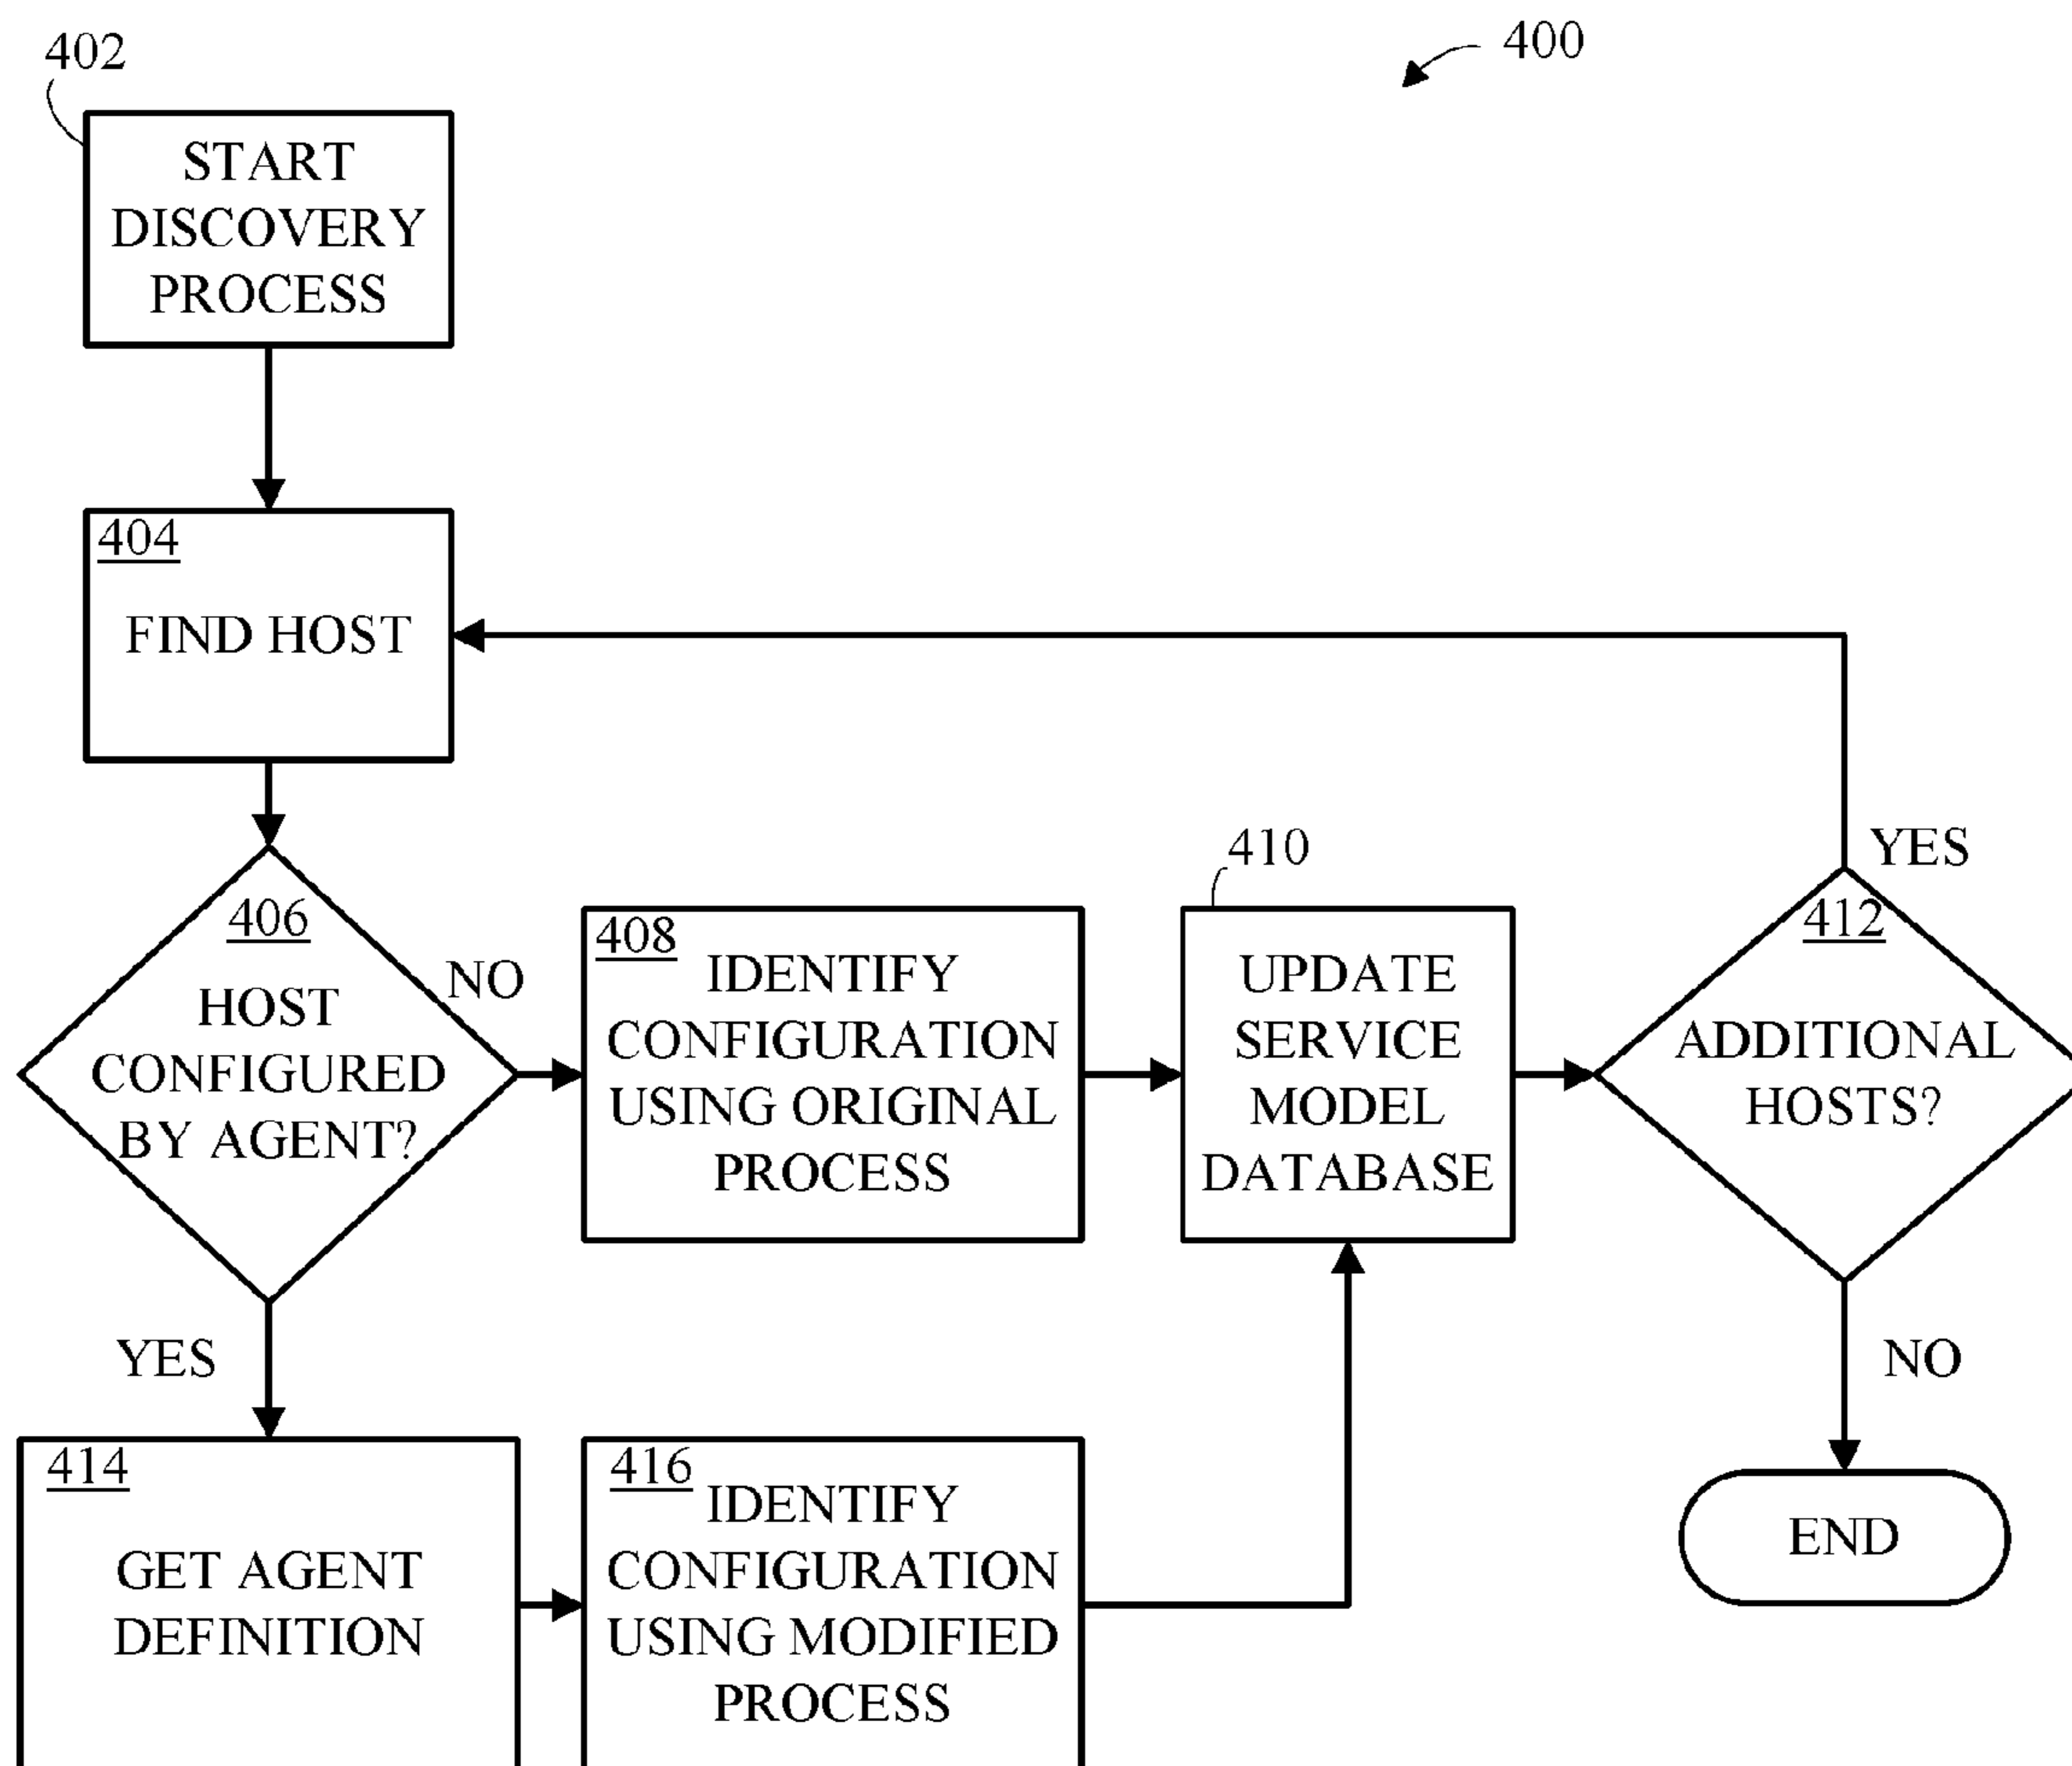 400
402
START
DISCOVERY
PROCESS
404
FIND HOST
406
HOST
CONFIGURED
BY AGENT?
NO
YES
408
IDENTIFY
CONFIGURATION
USING ORIGINAL
PROCESS
410
UPDATE
SERVICE
MODEL
DATABASE
412
ADDITIONAL
HOSTS?
YES
NO
END
414
GET AGENT
DEFINITION
416
IDENTIFY
CONFIGURATION
USING MODIFIED
PROCESS